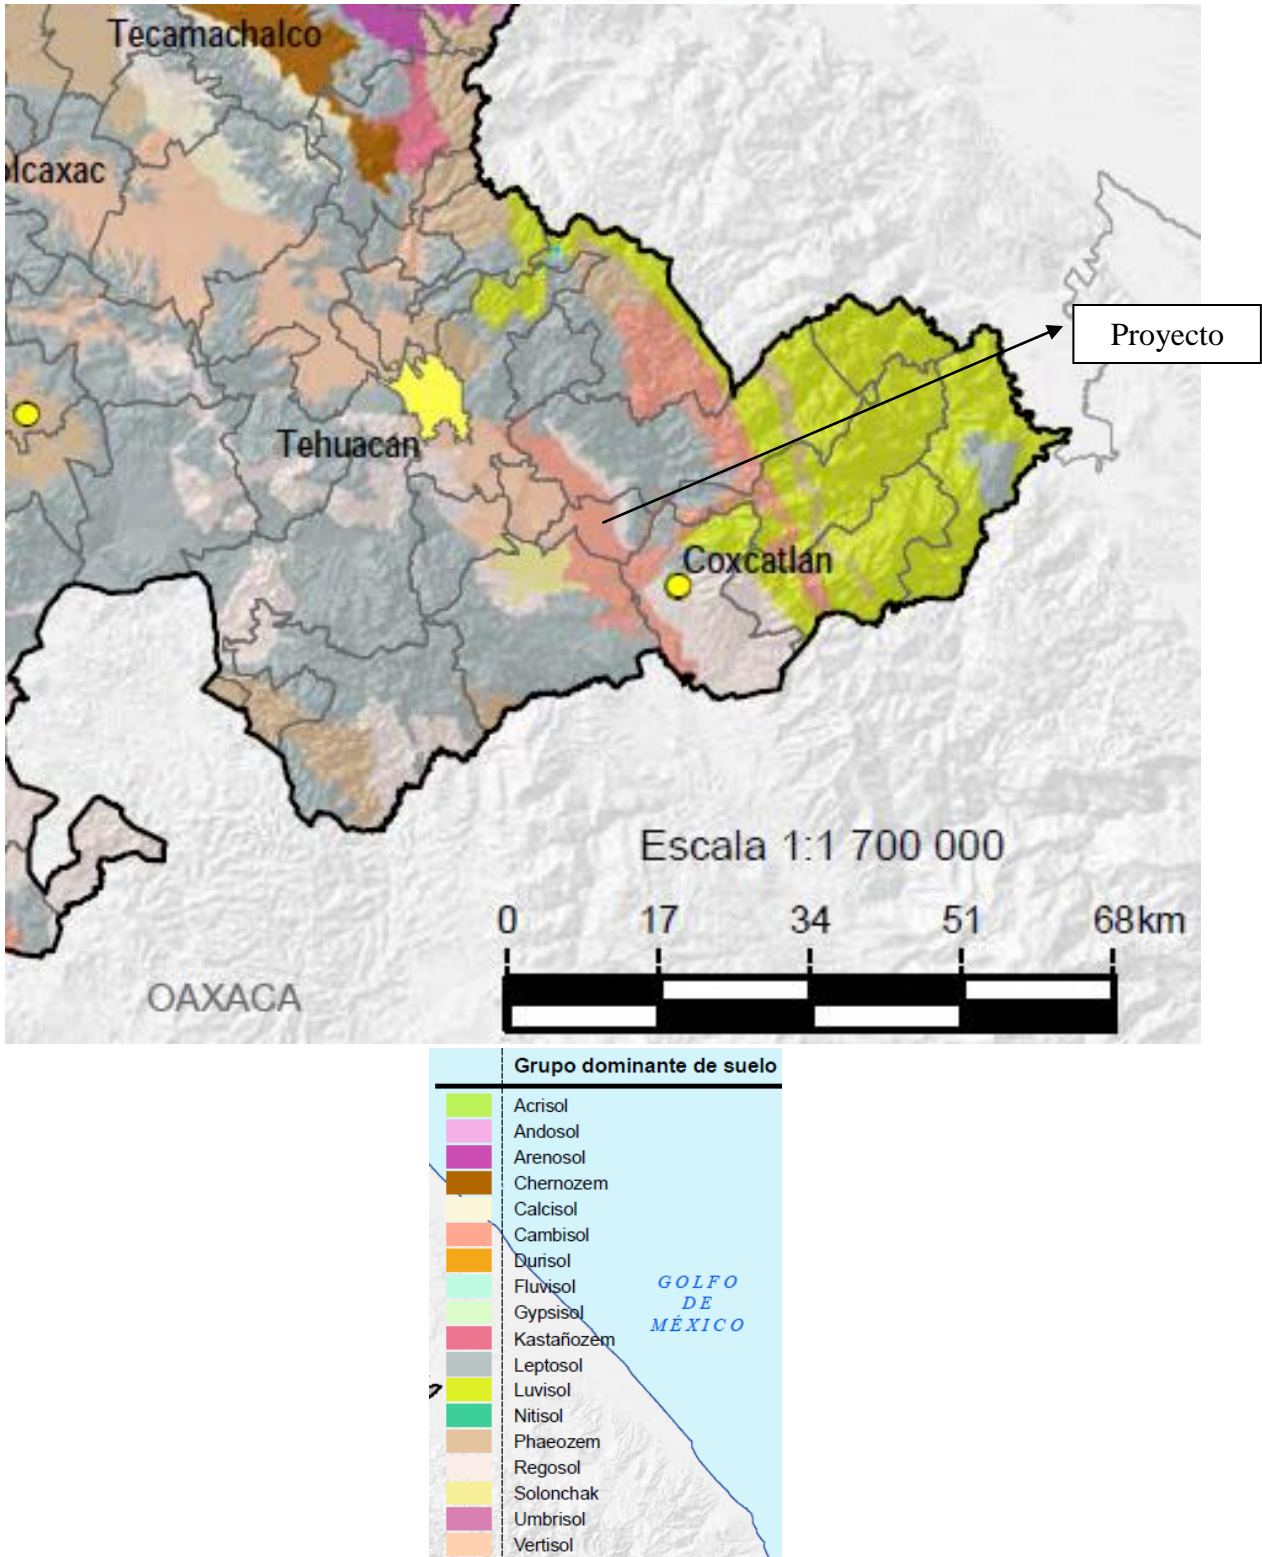 Tecamachalco
olcaxac
Proyecto
Tehuacán
Coxcatlán
Escala 1:1 700 000
0 17 34 51 68km
OAXACA
Grupo dominante de suelo
Acrisol
Andosol
Arenosol
Chernozem
Calcisol
Cambisol
Durisol
Fluvisol
Gypsisol
Kastañozem
Leptosol
Luvisol
Nitisol
Phaeozem
Regosol
Solonchak
Umbrisol
Vertisol
GOLFO
DE
MÉXICO